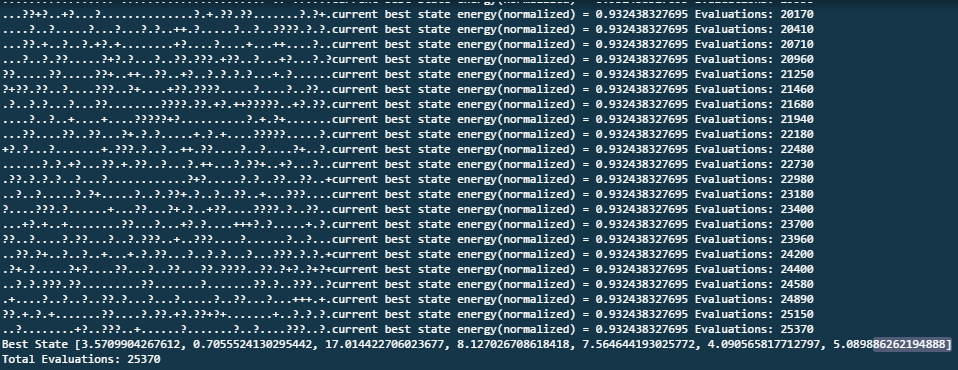 ...??+?..+..??...?...........?.+.??.??........?.?+.current best state energy(normalized) = 0.932438327695 Evaluations: 20170
....?..?......?...?...?.?..++.?......?..?..????.?.?.current best state energy(normalized) = 0.932438327695 Evaluations: 20410
...??.+..?..?.+?.+........+?......?....+...++....?..current best state energy(normalized) = 0.932438327695 Evaluations: 20710
...?..?.??.....?+?.?...?..??.???.+??..?...+...?...?.?current best state energy(normalized) = 0.932438327695 Evaluations: 20960
??.....??.....??+..++..??..+?..?.?.?.?...+.?......?.current best state energy(normalized) = 0.932438327695 Evaluations: 21250
?+??.??..?....???..?+....+??.????.....?....?..??....current best state energy(normalized) = 0.932438327695 Evaluations: 21460
.?..?.?..?...??........????.??.+?.++?????..+?.??.current best state energy(normalized) = 0.932438327695 Evaluations: 21680
....?..?..+....+....?????+?..........?.+.?+.......current best state energy(normalized) = 0.932438327695 Evaluations: 21940
...??....??..??...?+.?.?.....+.?.+....?????.....?.current best state energy(normalized) = 0.932438327695 Evaluations: 22180
+?.?...?.......+.???.?..?..++.??....?..?....?+..?.current best state energy(normalized) = 0.932438327695 Evaluations: 22480
......?.?.+?...??.+.??..?...?.++...?.??+..+?...?..current best state energy(normalized) = 0.932438327695 Evaluations: 22730
.??.?.?.?..?...?............?+?.....?..?..??..??...+current best state energy(normalized) = 0.932438327695 Evaluations: 22980
..?..?......?.?+......?...?.??+.?..?..??..+...???.....current best state energy(normalized) = 0.932438327695 Evaluations: 23180
?....???.?......+...??...?+.?..+??....????.?..??..current best state energy(normalized) = 0.932438327695 Evaluations: 23400
...+?.+..+........??....?...+?.?....+++?.?.....+.?.current best state energy(normalized) = 0.932438327695 Evaluations: 23700
??..?....?.??...?..?.???..+..???....?......?..?...current best state energy(normalized) = 0.932438327695 Evaluations: 23960
..??.?+..?..+...+...+.?.??...?..?..?......???.?.?..current best state energy(normalized) = 0.932438327695 Evaluations: 24200
.?+.?.....?+?....??...?..??...??.????..??.?+?.?+?+current best state energy(normalized) = 0.932438327695 Evaluations: 24400
..?.?.???.??.........??........?.......??.?..???...current best state energy(normalized) = 0.932438327695 Evaluations: 24580
.+....?..?..?..??.?...?.....?...??...?......+++.+.current best state energy(normalized) = 0.932438327695 Evaluations: 24890
??.+.?.+......??.....?.??.+?.??+?+.......?..?..?..current best state energy(normalized) = 0.932438327695 Evaluations: 25150
...?........+?..???..+......?......?..?..?...???..?.current best state energy(normalized) = 0.932438327695 Evaluations: 25370
Best State [3.5709904267612, 0.7055524130295442, 17.014422706023677, 8.127026708618418, 7.564644193025772, 4.090565817712797, 5.089886262194888]
Total Evaluations: 25370